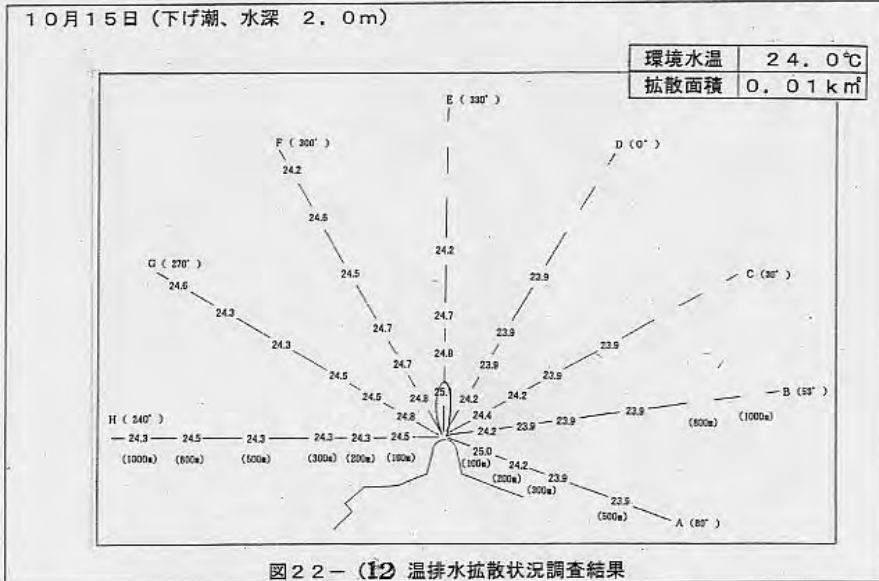 10月15日（下げ潮、水深　2．0m）
環境水温　24．0℃
拡散面積　0．01k㎡
E（330°）
F（300°）
D（0°）
24.2
24.5
24.2
G（270°）
C（30°）
24.6
24.5
23.9
24.3
24.7
24.3
24.7
23.9
23.9
24.7
24.8
23.9
24.5
23.9
B（53°）
24.5
24.8
24.2
24.2
24.8
24.4
23.9
23.9
23.9
(800m)
(1000m)
H（240°）
24.3
24.5
24.3
24.3
24.3
24.5
24.2
(1000m)
(800m)
(500m)
(300m)
(200m)
(100m)
25.0
(100m)
24.2
(200m)
23.9
(300m)
23.9
(500m)
A（80°）
図22－（12）温排水拡散状況調査結果